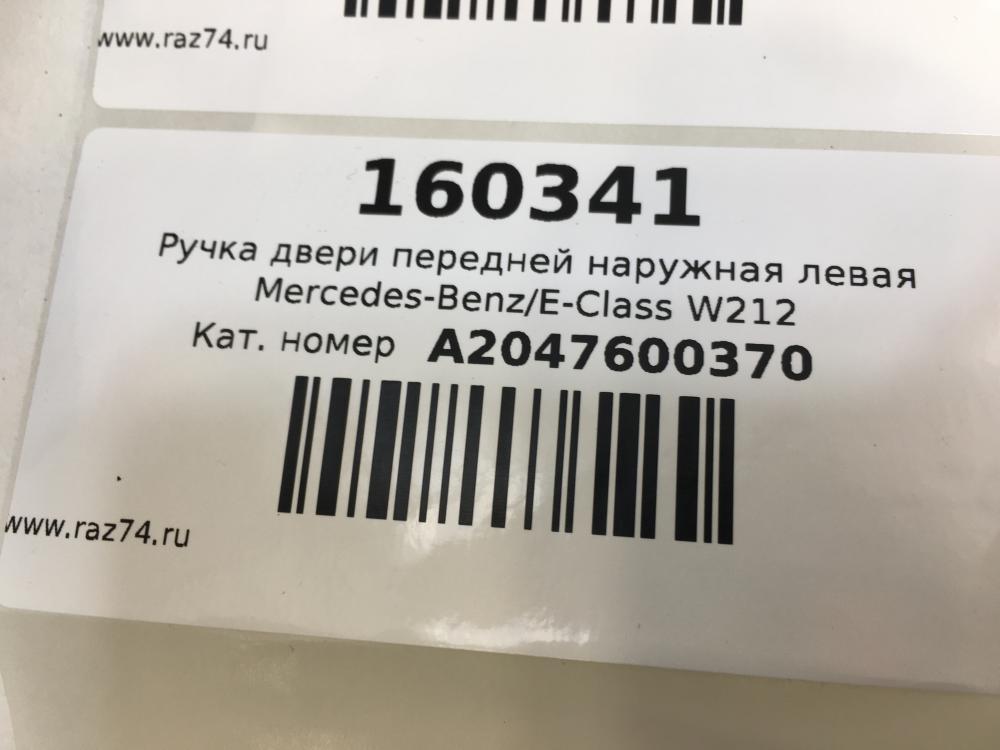 www.raz74.ru
160341
Ручка двери передней наружная левая
Mercedes-Benz/E-Class W212
Кат. номер A2047600370
www.raz74.ru